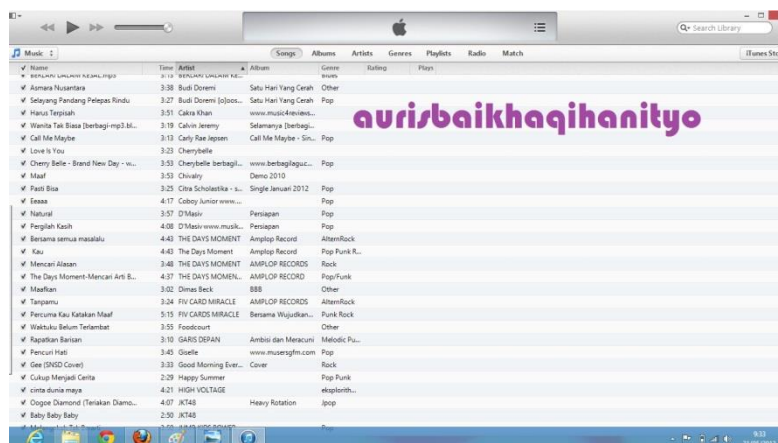 Search Library
Music
Songs Albums Artists Genres Playlists Radio Match
iTunes Sto
Name Time Artist Album Genre Rating Plays
Asmara Nusantara 3:38 Budi Doremi Satu Hari Yang Cerah Other
Selayang Pandang Pelepas Rindu 3:27 Budi Doremi [o]oos... Satu Hari Yang Cerah Pop
Harus Terpisah 3:51 Cakra Khan www.music4reviews...
aurisbaikhaqihanityo
Wanita Tak Biasa [berbagi-mp3.bl... 3:19 Calvin Jeremy Selamanya [berbagi...
Call Me Maybe 3:13 Carly Rae Jepsen Call Me Maybe - Sin... Pop
Love Is You 3:23 Cherrybelle
Cherry Belle - Brand New Day - w... 3:53 Cherybelle berbagil... www.berbagilagu.c... Pop
Maaf 3:53 Chivalry Demo 2010
Pasti Bisa 3:25 Citra Scholastika - s... Single Januari 2012 Pop
Eeaaa 4:17 Coboy Junior www.... Pop
Natural 3:57 D'Masiv Persiapan Pop
Pergilah Kasih 4:08 D'Masiv www.musik... Persiapan Pop
Bersama semua masalalu 4:43 THE DAYS MOMENT Amplop Record AlternRock
Kau 4:43 The Days Moment Amplop Record Pop Punk R...
Mencari Alasan 3:48 THE DAYS MOMENT AMPLOP RECORDS Rock
The Days Moment-Mencari Arti B... 4:37 THE DAYS MOMEN... AMPLOP RECORD Pop/Funk
Maafkan 3:02 Dimas Beck BBB Other
Tanpamu 3:24 FIV CARD MIRACLE AMPLOP RECORDS AlternRock
Percuma Kau Katakan Maaf 5:15 FIV CARDS MIRACLE Bersama Wujudkan... Punk Rock
Waktuku Belum Terlambat 3:55 Foodcourt Other
Rapatkan Barisan 3:10 GARIS DEPAN Ambisi dan Meracuni Melodic Pu...
Pencuri Hati 3:45 Giselle www.musersgfm.com Pop
Gee (SNSD Cover) 3:33 Good Morning Ever... Cover Rock
Cukup Menjadi Cerita 2:29 Happy Summer Pop Punk
cinta dunia maya 4:21 HIGH VOLTAGE eksplorith...
Oogoe Diamond (Teriakan Diamo... 4:07 JKT48 Heavy Rotation Jpop
Baby Baby Baby 2:50 JKT48
9:33